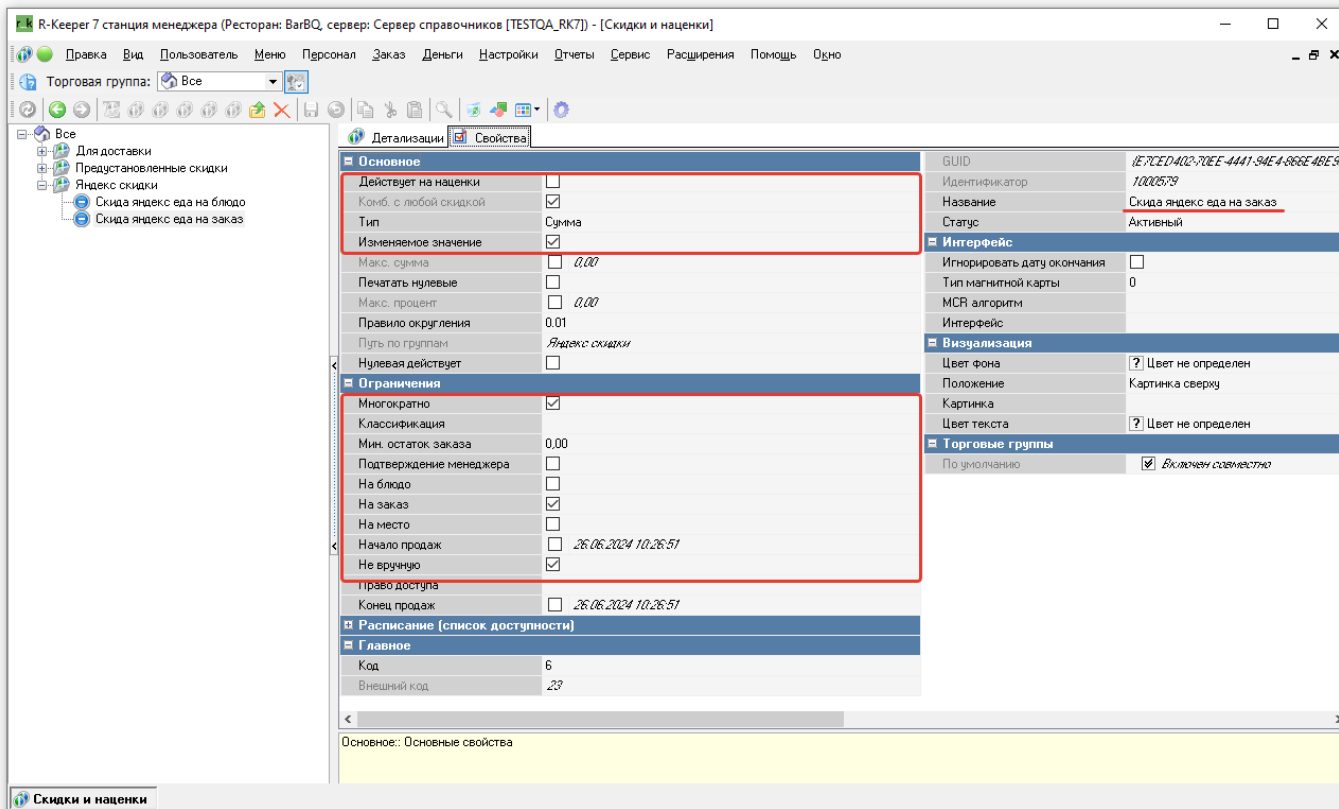 r_k R-Keeper 7 станция менеджера (Ресторан: BarBQ, сервер: Сервер справочников [TESTQA_RK7]) - [Скидки и наценки]
Правка Вид Пользователь Меню Персонал Заказ Деньги Настройки Отчеты Сервис Расширения Помощь Окно
Торговая группа: Все
Все
Для доставки
Предустановленные скидки
Яндекс скидки
Скида яндекс еда на блюдо
Скида яндекс еда на заказ
Детализации Свойства
Основное
Действует на наценки
Комб. с любой скидкой
Тип Сумма
Изменяемое значение
Макс. сумма 0,00
Печатать нулевые
Макс. процент 0,00
Правило округления 0.01
Путь по группам Яндекс скидки
Нулевая действует
Ограничения
Многократно
Классификация
Мин. остаток заказа 0,00
Подтверждение менеджера
На блюдо
На заказ
На место
Начало продаж 26.06.2024 10:26:51
Не вручную
Право доступа
Конец продаж 26.06.2024 10:26:51
Расписание (список доступности)
Главное
Код 6
Внешний код 23
GUID {E7CED402-70EE-4441-94E4-866E4BE9
Идентификатор 1000579
Название Скида яндекс еда на заказ
Статус Активный
Интерфейс
Игнорировать дату окончания
Тип магнитной карты 0
MCR алгоритм
Интерфейс
Визуализация
Цвет фона ? Цвет не определен
Положение Картинка сверху
Картинка
Цвет текста ? Цвет не определен
Торговые группы
По умолчанию Включен совместно
Основное:: Основные свойства
Скидки и наценки